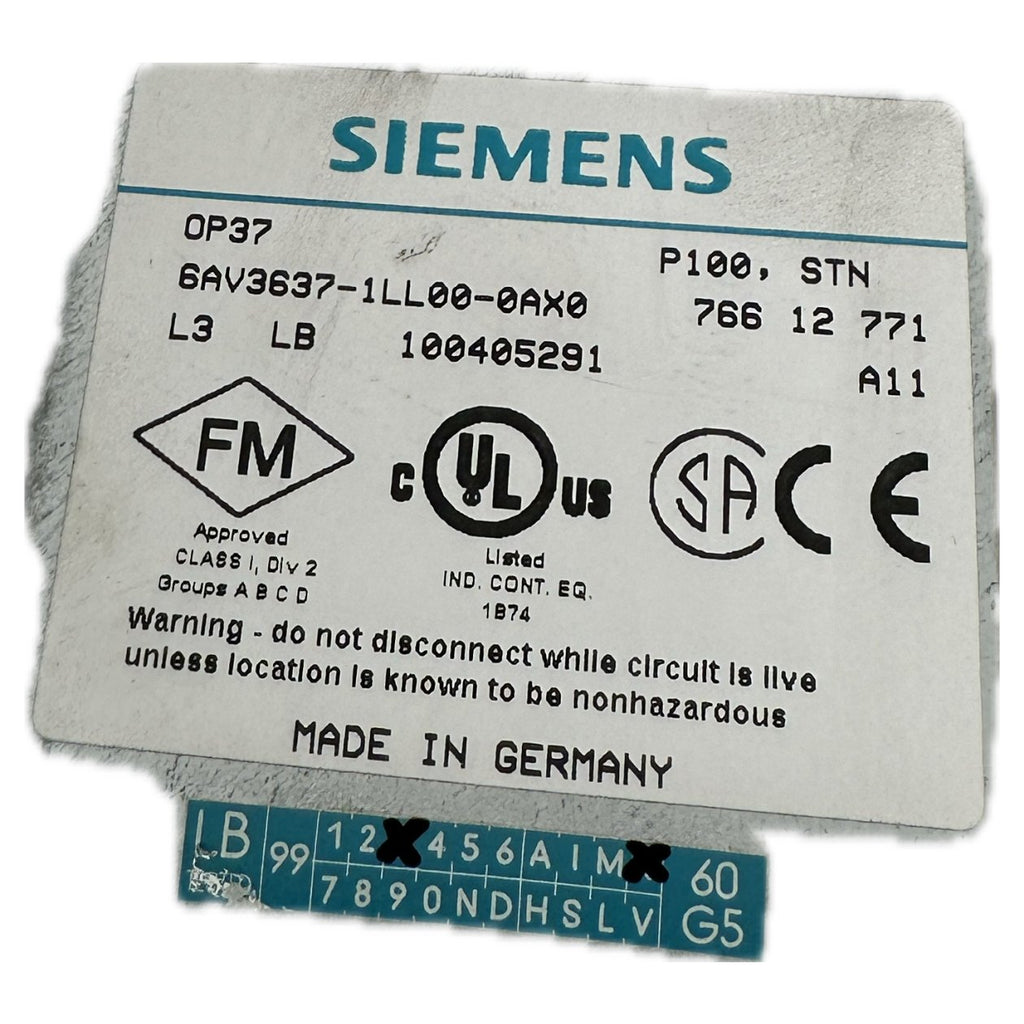 SIEMENS
OP37
P100, STN
6AV3637-1LL00-0AX0
766 12 771
L3 LB 100405291
A11
FM
C UL US
SA
CE
Approved
CLASS I, Div 2
Groups A B C D
Listed
IND. CONT. EQ.
1B74
Warning - do not disconnect while circuit is live
unless location is known to be nonhazardous
MADE IN GERMANY
LB 99 1 2 4 5 6 A I M 60
7 8 9 0 N D H S L V G5